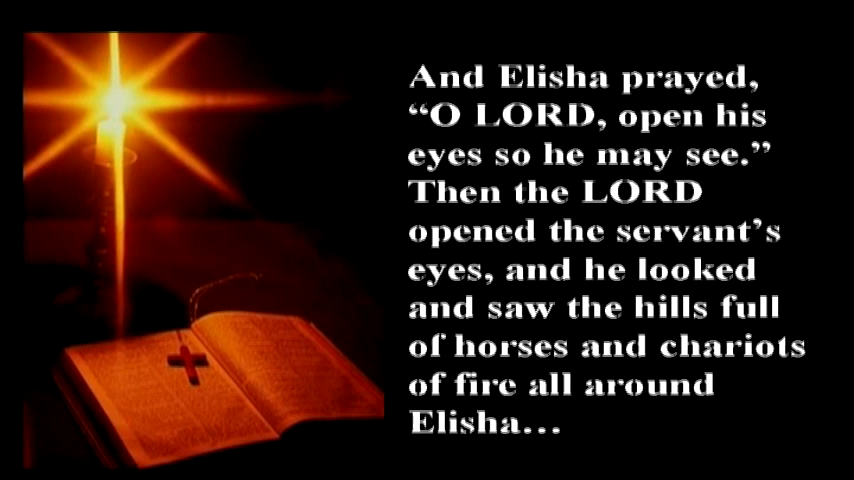 And Elisha prayed,
“O LORD, open his
eyes so he may see.”
Then the LORD
opened the servant’s
eyes, and he looked
and saw the hills full
of horses and chariots
of fire all around
Elisha…